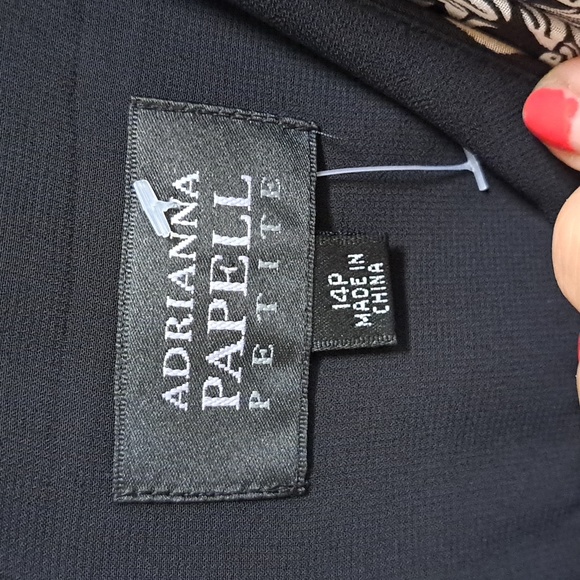 ADRIANNA
PAPELL
PETITE
14P
MADE IN
CHINA